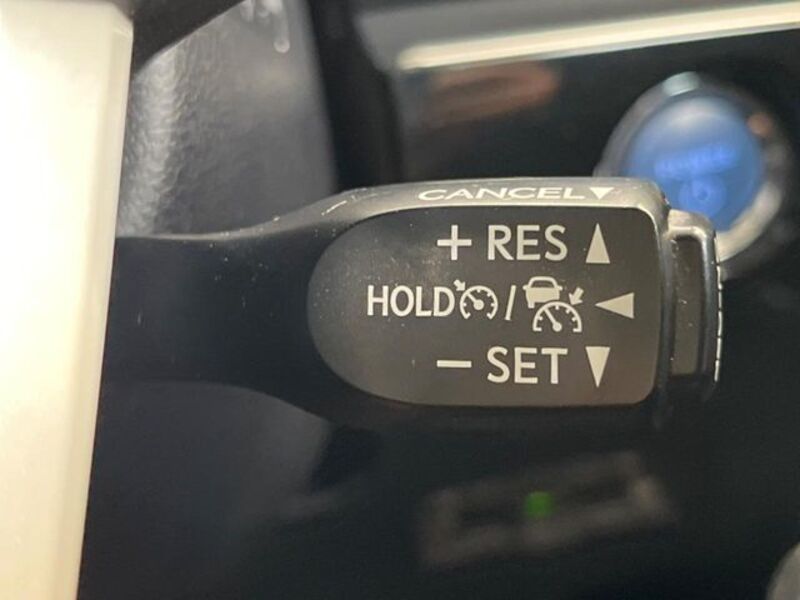 CANCEL▼
+ RES ▲
HOLD / ◀
− SET ▼